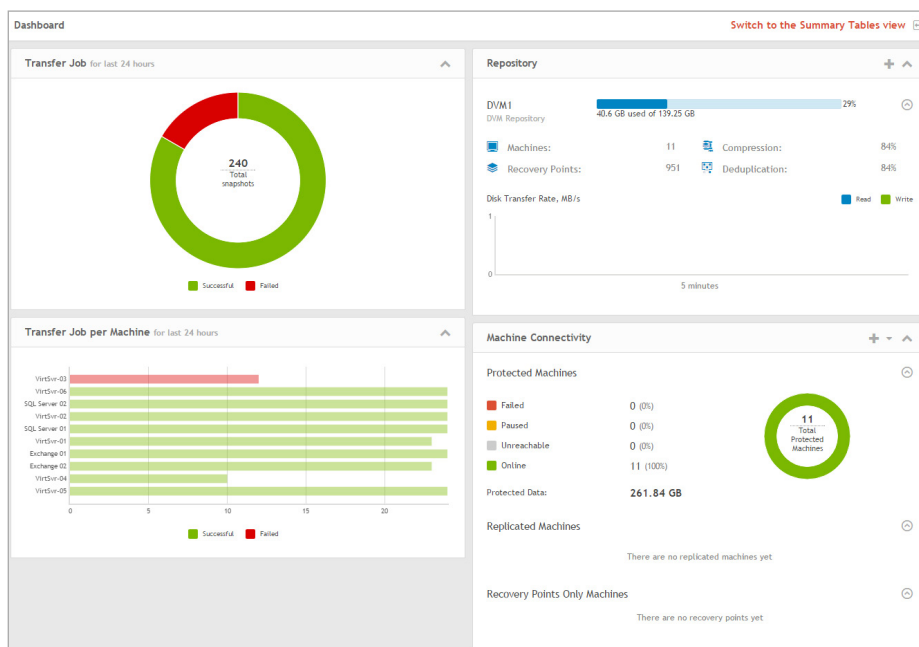 Dashboard
Switch to the Summary Tables view
Transfer Job for last 24 hours
240
Total
snapshots
Successful Failed
Transfer Job per Machine for last 24 hours
VirtSvr-03
VirtSvr-06
SQL Server 02
VirtSvr-02
SQL Server 01
VirtSvr-01
Exchange 01
Exchange 02
VirtSvr-04
VirtSvr-05
0 5 10 15 20
Successful Failed
Repository
DVM1
DVM Repository
29%
40.6 GB used of 139.25 GB
Machines: 11 Compression: 84%
Recovery Points: 951 Deduplication: 84%
Disk Transfer Rate, MB/s
Read Write
1
0
5 minutes
Machine Connectivity
Protected Machines
Failed 0 (0%)
Paused 0 (0%)
Unreachable 0 (0%)
Online 11 (100%)
11
Total
Protected
Machines
Protected Data: 261.84 GB
Replicated Machines
There are no replicated machines yet
Recovery Points Only Machines
There are no recovery points yet